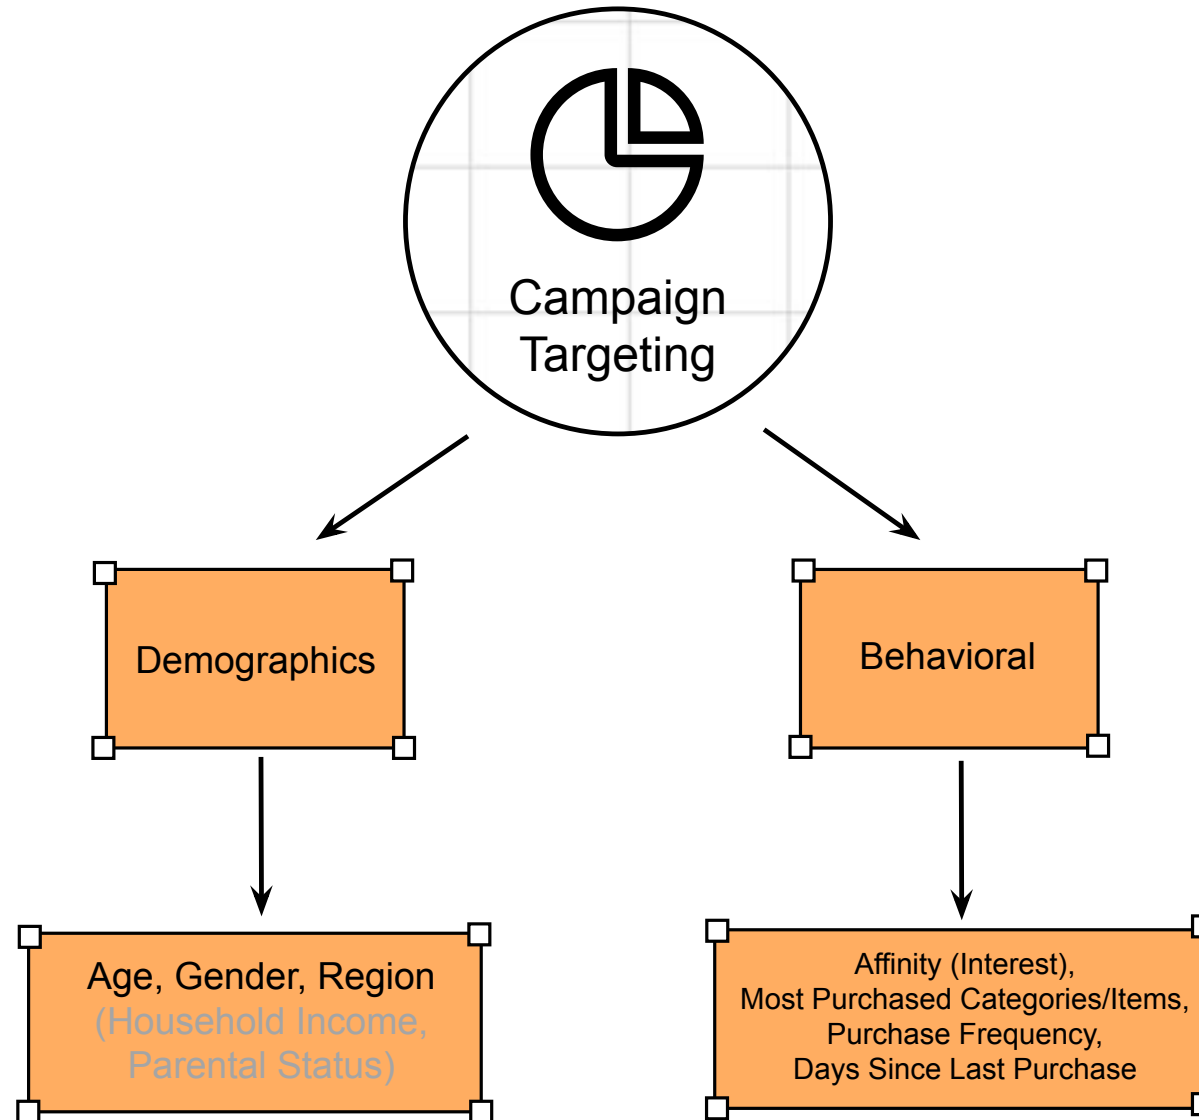 Campaign
Targeting
Demographics
Behavioral
Age, Gender, Region
(Household Income,
Parental Status)
Affinity (Interest),
Most Purchased Categories/Items,
Purchase Frequency,
Days Since Last Purchase